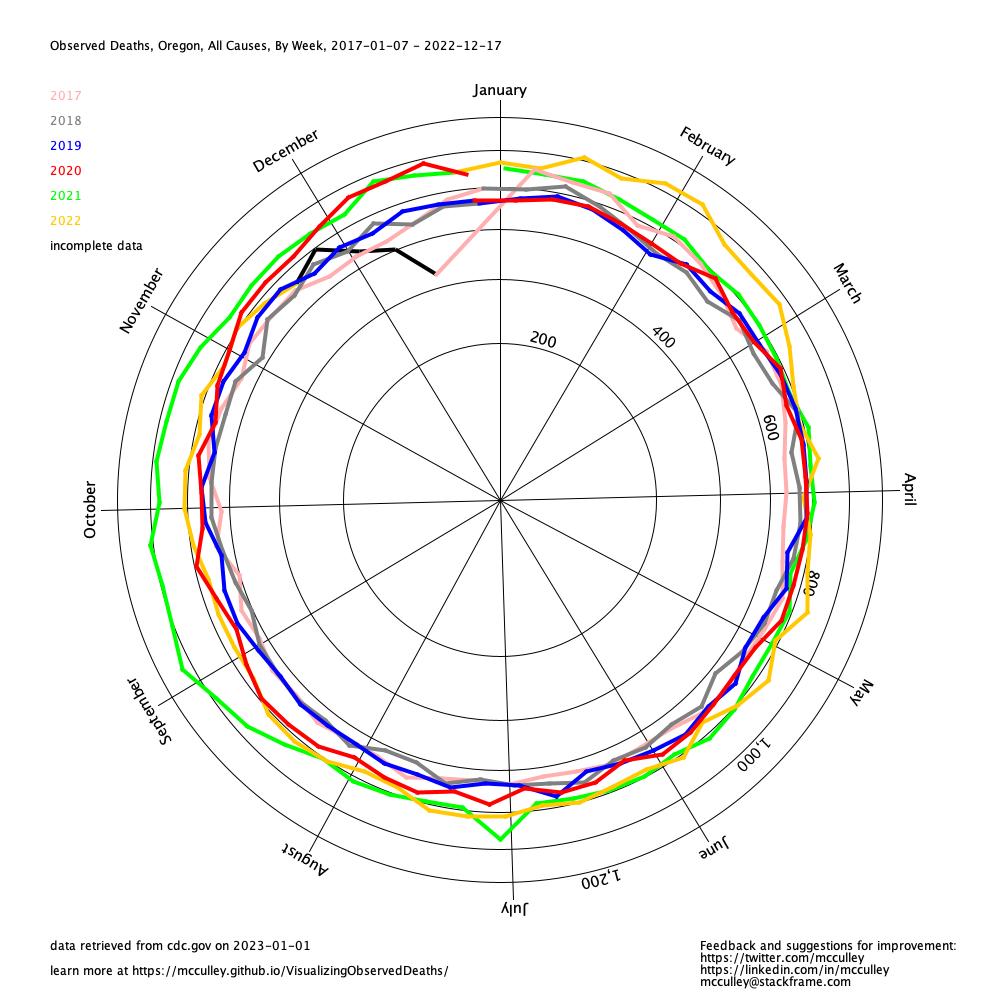 Observed Deaths, Oregon, All Causes, By Week, 2017-01-07 - 2022-12-17
2017
2018
2019
2020
2021
2022
incomplete data
January
February
March
April
May
June
July
August
September
October
November
December
200
400
600
800
1,000
1,200
data retrieved from cdc.gov on 2023-01-01
learn more at https://mcculley.github.io/VisualizingObservedDeaths/
Feedback and suggestions for improvement:
https://twitter.com/mcculley
https://linkedin.com/in/mcculley
mcculley@stackframe.com